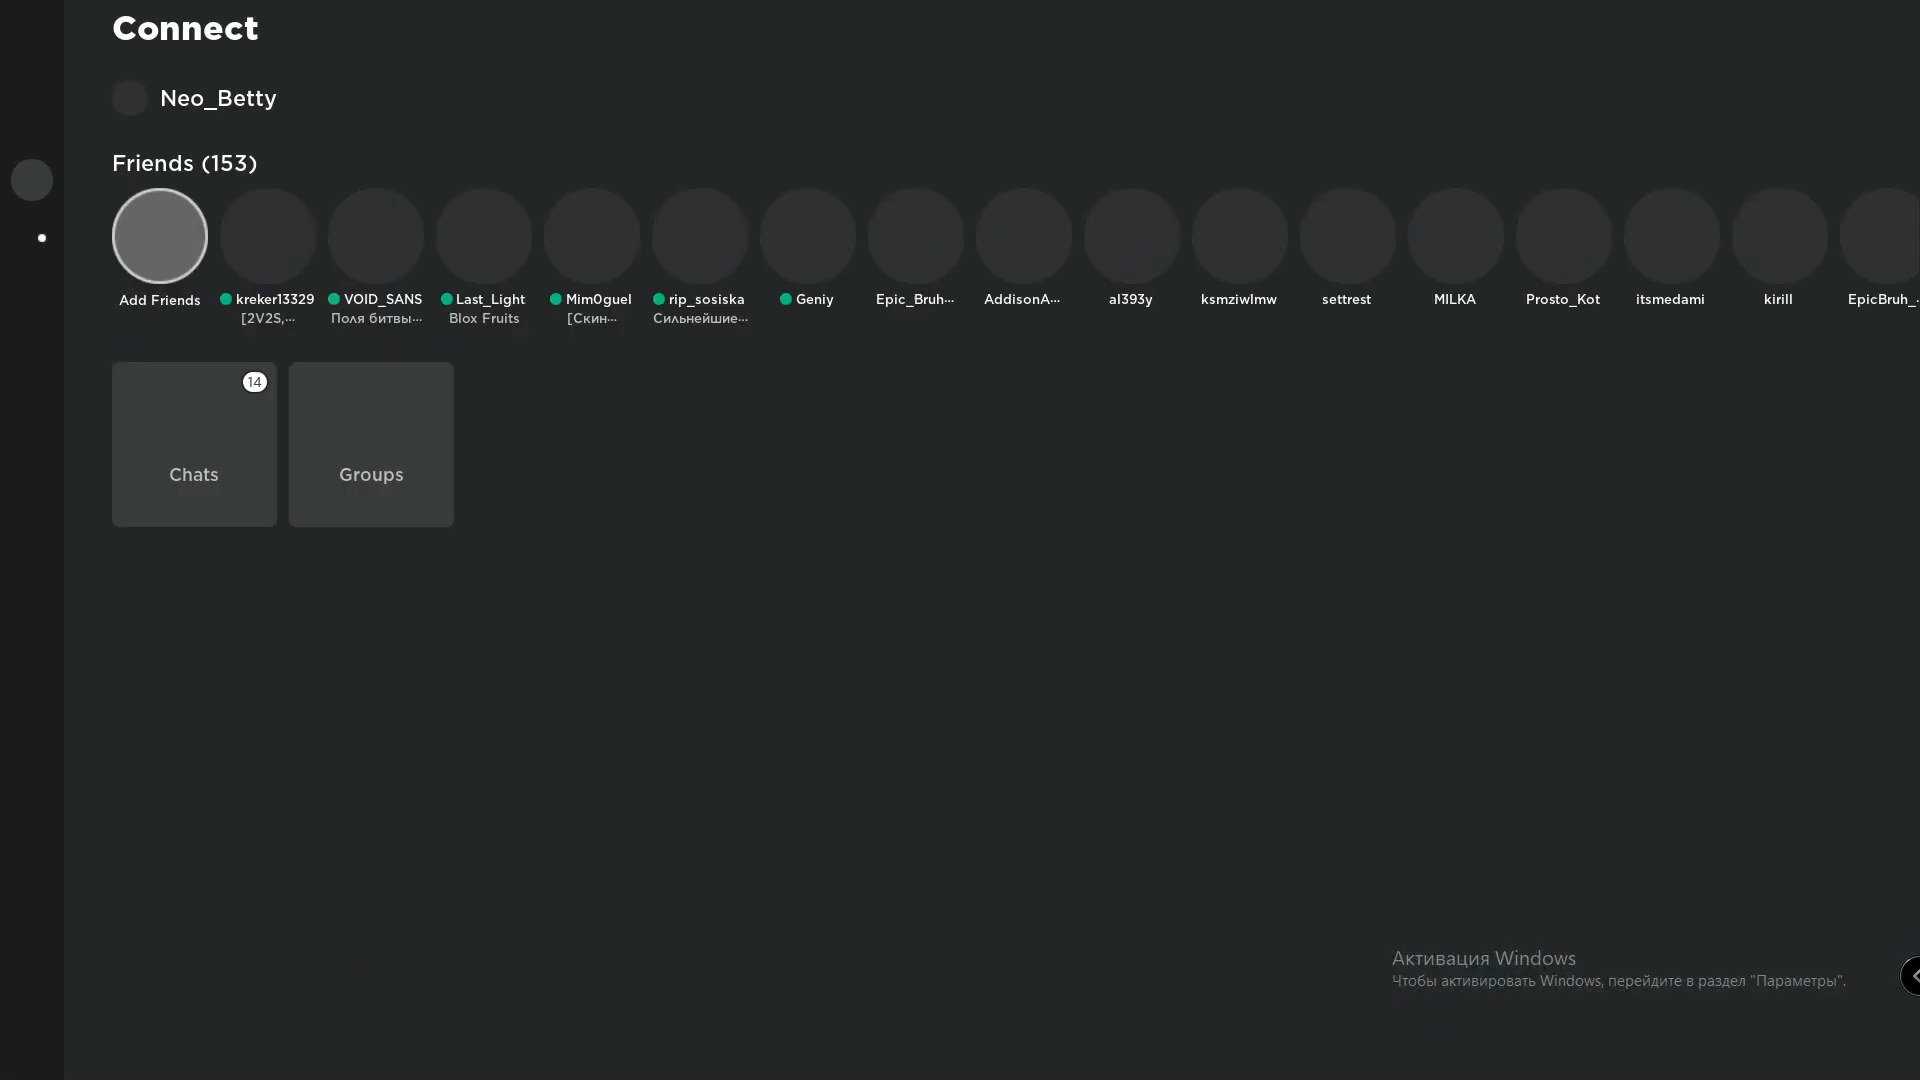 Connect
Neo_Betty
Friends (153)
Add Friends
kreker13329
[2V2S,...
VOID_SANS
Поля битвы...
Last_Light
Blox Fruits
Mim0guel
[Скин...
rip_sosiska
Сильнейшие...
Geniy
Epic_Bruh...
AddisonA...
al393y
ksmziwlmw
settrest
MILKA
Prosto_Kot
itsmedami
kirill
EpicBruh_..
14
Chats
Groups
Активация Windows
Чтобы активировать Windows, перейдите в раздел "Параметры".